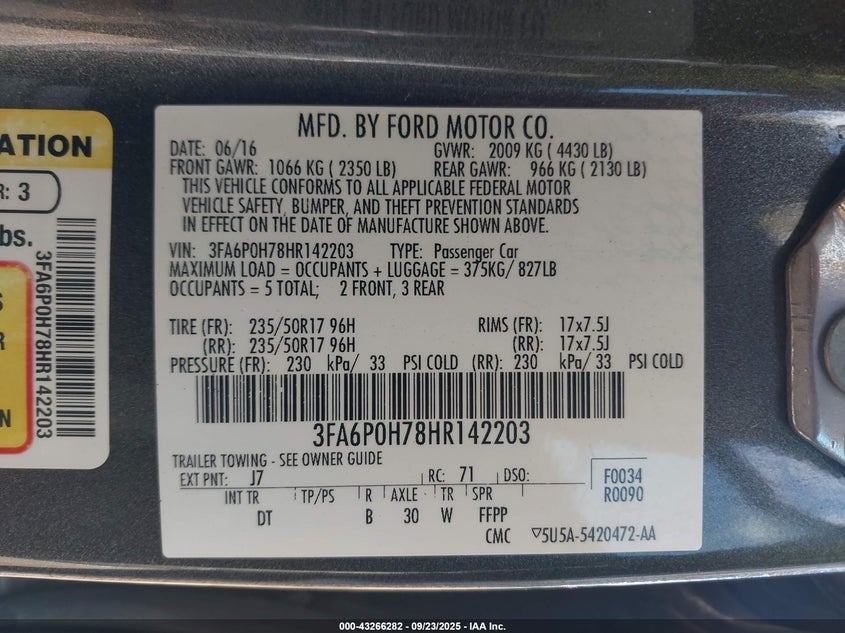 ATION
R: 3
bs.
S
R
N
3FA6P0H78HR142203
MFD. BY FORD MOTOR CO.
DATE: 06/16 GVWR: 2009 KG ( 4430 LB)
FRONT GAWR: 1066 KG ( 2350 LB) REAR GAWR: 966 KG ( 2130 LB)
THIS VEHICLE CONFORMS TO ALL APPLICABLE FEDERAL MOTOR
VEHICLE SAFETY, BUMPER, AND THEFT PREVENTION STANDARDS
IN EFFECT ON THE DATE OF MANUFACTURE SHOWN ABOVE.
VIN: 3FA6P0H78HR142203 TYPE: Passenger Car
MAXIMUM LOAD = OCCUPANTS + LUGGAGE = 375KG/ 827LB
OCCUPANTS = 5 TOTAL; 2 FRONT, 3 REAR
TIRE (FR): 235/50R17 96H RIMS (FR): 17x7.5J
(RR): 235/50R17 96H (RR): 17x7.5J
PRESSURE (FR): 230 kPa/ 33 PSI COLD (RR): 230 kPa/ 33 PSI COLD
3FA6P0H78HR142203
TRAILER TOWING - SEE OWNER GUIDE
EXT PNT: J7 RC: 71 DSO: F0034
R0090
INT TR TP/PS R AXLE TR SPR
DT B 30 W FFPP
CMC ▽5U5A-5420472-AA
000-43266282 - 09/23/2025 - IAA Inc.